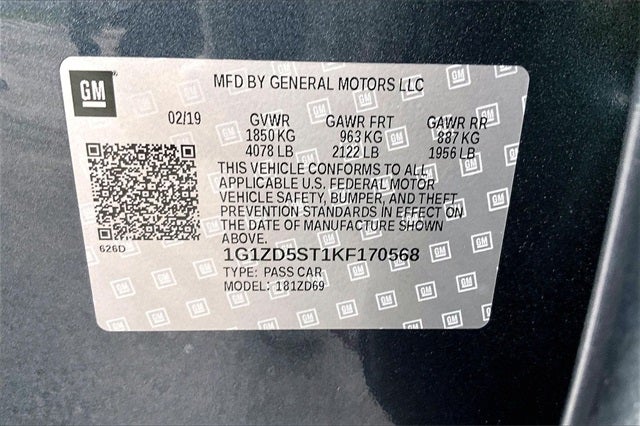 GM
MFD BY GENERAL MOTORS LLC
02/19 GVWR GAWR FRT GAWR RR
1850 KG 963 KG 887 KG
4078 LB 2122 LB 1956 LB
THIS VEHICLE CONFORMS TO ALL
APPLICABLE U.S. FEDERAL MOTOR
VEHICLE SAFETY, BUMPER, AND THEFT
PREVENTION STANDARDS IN EFFECT ON
THE DATE OF MANUFACTURE SHOWN
ABOVE.
626D
1G1ZD5ST1KF170568
TYPE: PASS CAR
MODEL: 181ZD69